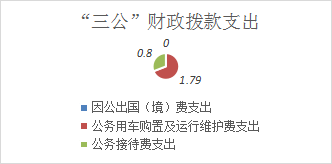 “三公”财政拨款支出
0
0.8
1.79
因公出国（境）费支出
公务用车购置及运行维护费支出
公务接待费支出